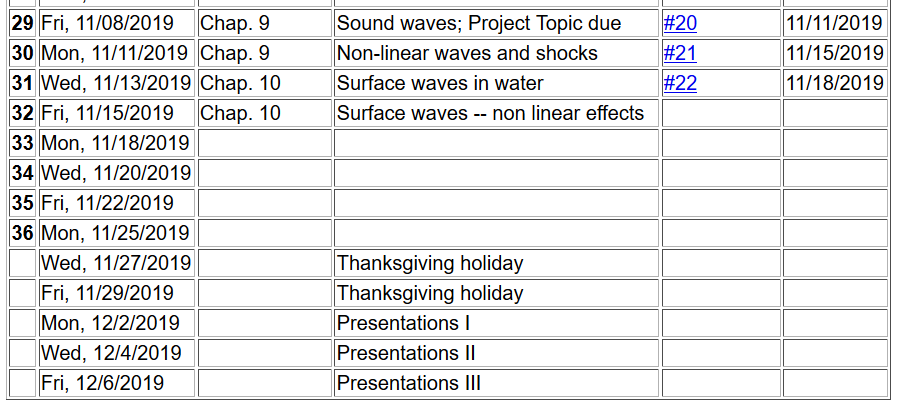 29 Fri, 11/08/2019 Chap. 9 Sound waves; Project Topic due #20 11/11/2019
30 Mon, 11/11/2019 Chap. 9 Non-linear waves and shocks #21 11/15/2019
31 Wed, 11/13/2019 Chap. 10 Surface waves in water #22 11/18/2019
32 Fri, 11/15/2019 Chap. 10 Surface waves -- non linear effects
33 Mon, 11/18/2019
34 Wed, 11/20/2019
35 Fri, 11/22/2019
36 Mon, 11/25/2019
Wed, 11/27/2019 Thanksgiving holiday
Fri, 11/29/2019 Thanksgiving holiday
Mon, 12/2/2019 Presentations I
Wed, 12/4/2019 Presentations II
Fri, 12/6/2019 Presentations III